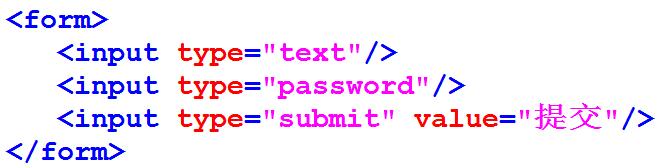 <form>
<input type="text"/>
<input type="password"/>
<input type="submit" value="提交"/>
</form>